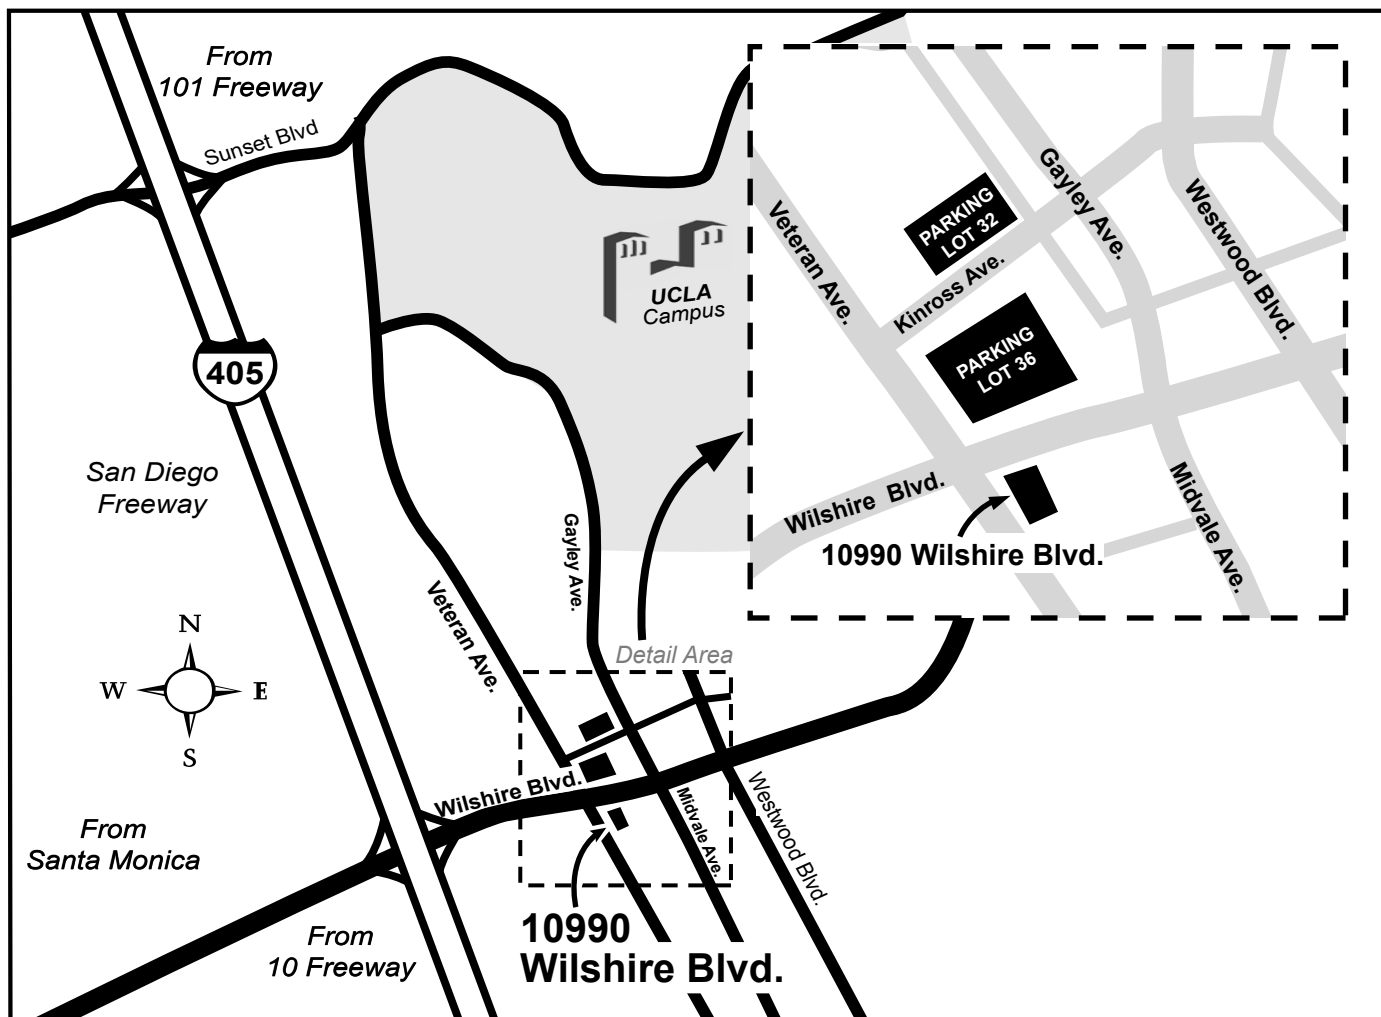 From
101 Freeway
Sunset Blvd
405
San Diego
Freeway
UCLA
Campus
Gayley Ave.
Veteran Ave.
N
W
E
S
Detail Area
Wilshire Blvd.
Midvale Ave.
Westwood Blvd.
From
Santa Monica
From
10 Freeway
10990
Wilshire Blvd.
Gayley Ave.
Westwood Blvd.
Veteran Ave.
PARKING
LOT 32
Kinross Ave.
PARKING
LOT 36
Wilshire Blvd.
Midvale Ave.
10990 Wilshire Blvd.